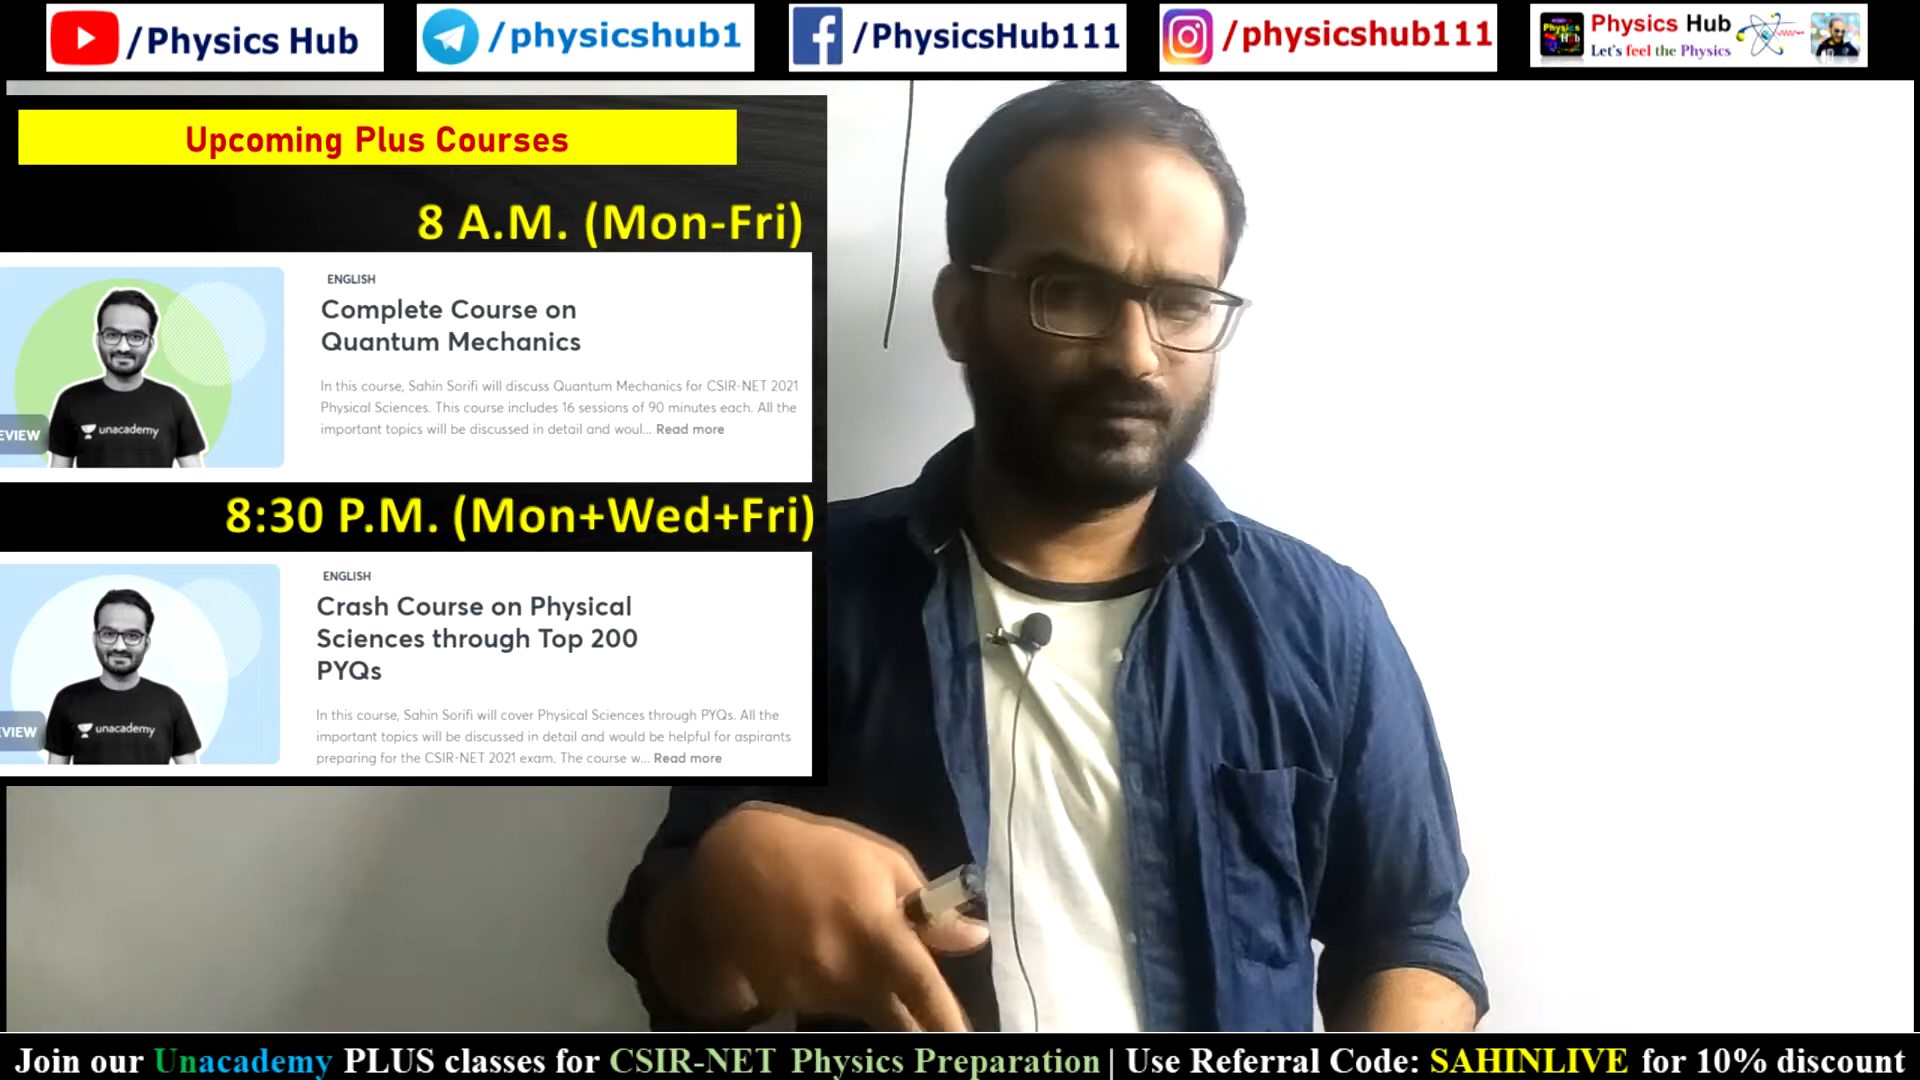 /Physics Hub
/physicshub1
/PhysicsHub111
/physicshub111
Physics Hub
Let's feel the Physics
Upcoming Plus Courses
8 A.M. (Mon-Fri)
ENGLISH
Complete Course on
Quantum Mechanics
In this course, Sahin Sorifi will discuss Quantum Mechanics for CSIR-NET 2021
Physical Sciences. This course includes 16 sessions of 90 minutes each. All the
important topics will be discussed in detail and woul... Read more
EVIEW
unacademy
8:30 P.M. (Mon+Wed+Fri)
ENGLISH
Crash Course on Physical
Sciences through Top 200
PYQs
In this course, Sahin Sorifi will cover Physical Sciences through PYQs. All the
important topics will be discussed in detail and would be helpful for aspirants
preparing for the CSIR-NET 2021 exam. The course w... Read more
EVIEW
unacademy
Join our Unacademy PLUS classes for CSIR-NET Physics Preparation | Use Referral Code: SAHINLIVE for 10% discount